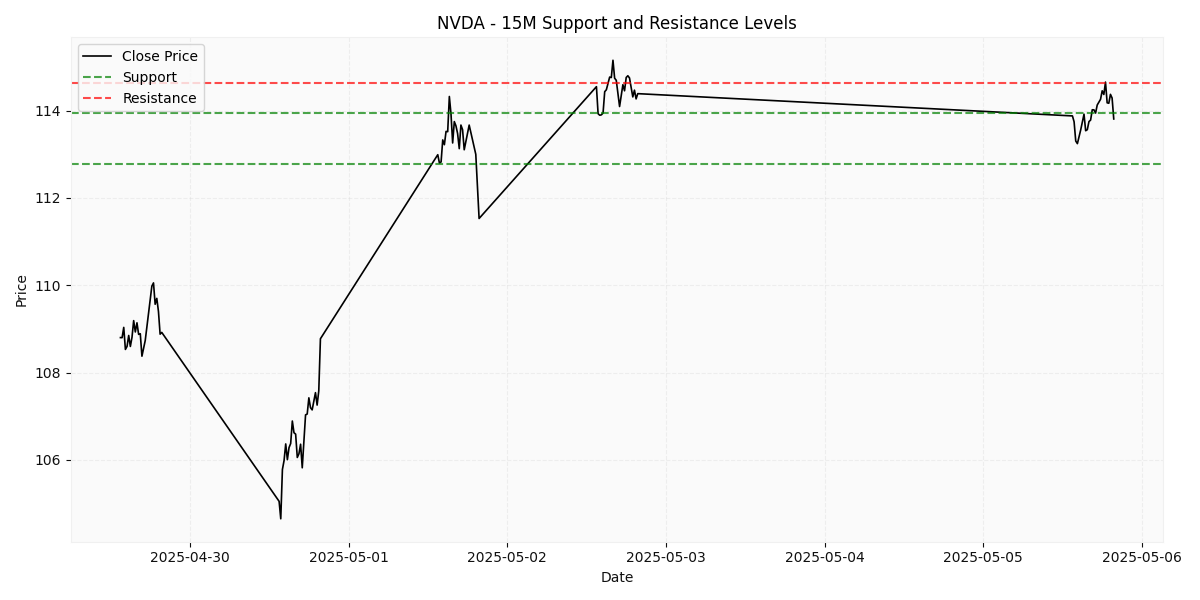 NVDA - 15M Support and Resistance Levels
Close Price
Support
Resistance
Price
114
112
110
108
106
2025-04-30
2025-05-01
2025-05-02
2025-05-03
2025-05-04
2025-05-05
2025-05-06
Date